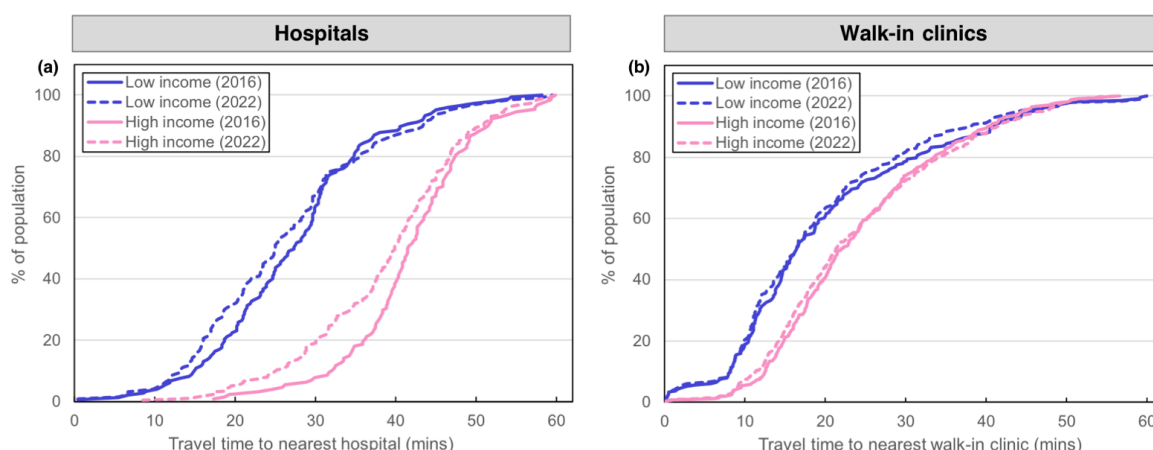 Hospitals
Walk-in clinics
(a)
Low income (2016)
Low income (2022)
High income (2016)
High income (2022)
100
80
60
40
20
0
% of population
0 10 20 30 40 50 60
Travel time to nearest hospital (mins)
(b)
Low income (2016)
Low income (2022)
High income (2016)
High income (2022)
100
80
60
40
20
0
% of population
0 10 20 30 40 50 60
Travel time to nearest walk-in clinic (mins)